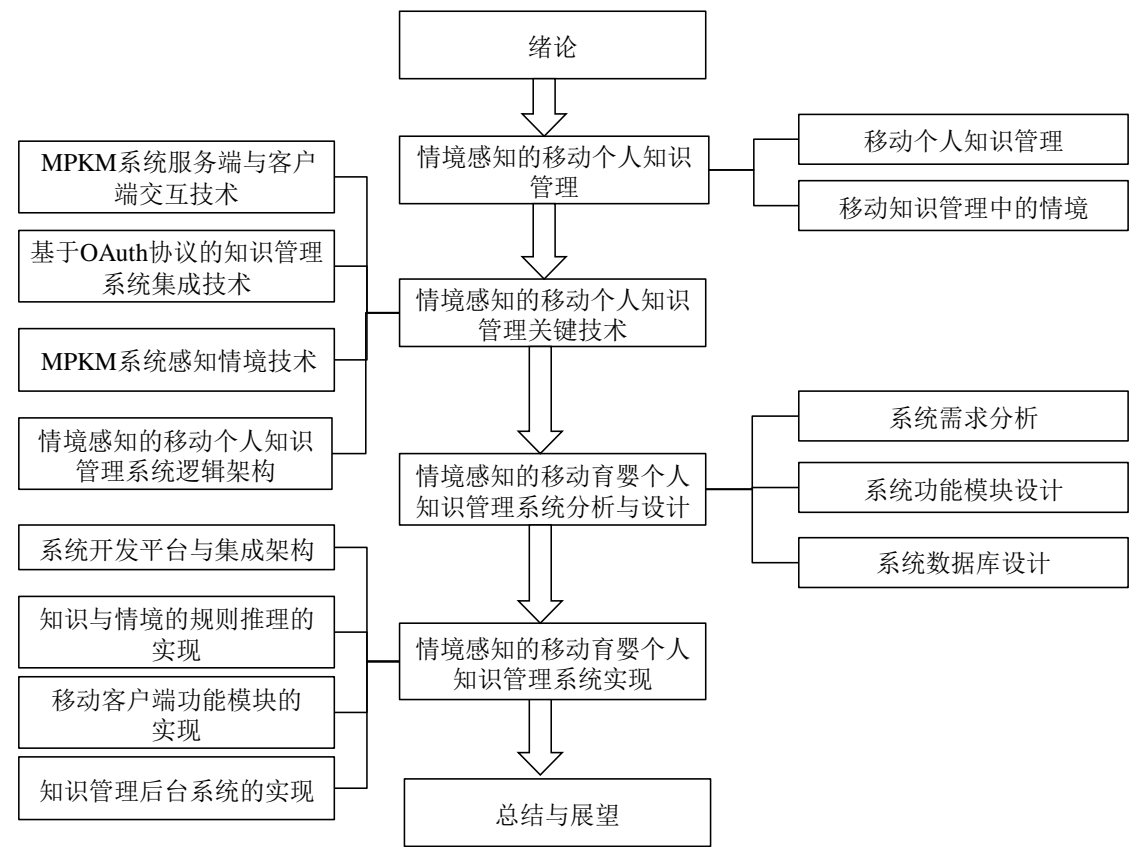 绪论
情境感知的移动个人知识
管理
移动个人知识管理
移动知识管理中的情境
MPKM系统服务端与客户
端交互技术
基于OAuth协议的知识管理
系统集成技术
MPKM系统感知情境技术
情境感知的移动个人知识
管理系统逻辑架构
情境感知的移动个人知识
管理关键技术
情境感知的移动育婴个人
知识管理系统分析与设计
系统需求分析
系统功能模块设计
系统数据库设计
系统开发平台与集成架构
知识与情境的规则推理的
实现
移动客户端功能模块的
实现
知识管理后台系统的实现
情境感知的移动育婴个人
知识管理系统实现
总结与展望